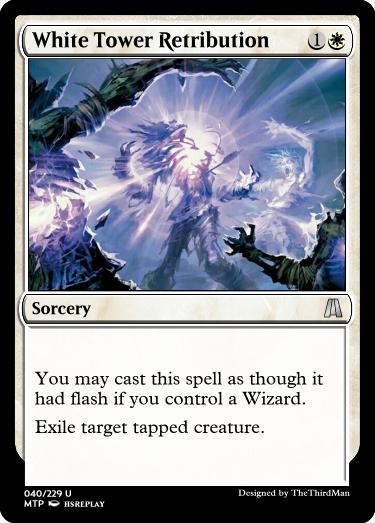 White Tower Retribution 1
Sorcery
You may cast this spell as though it
had flash if you control a Wizard.
Exile target tapped creature.
040/229 U
MTP HSREPLAY
Designed by TheThirdMan